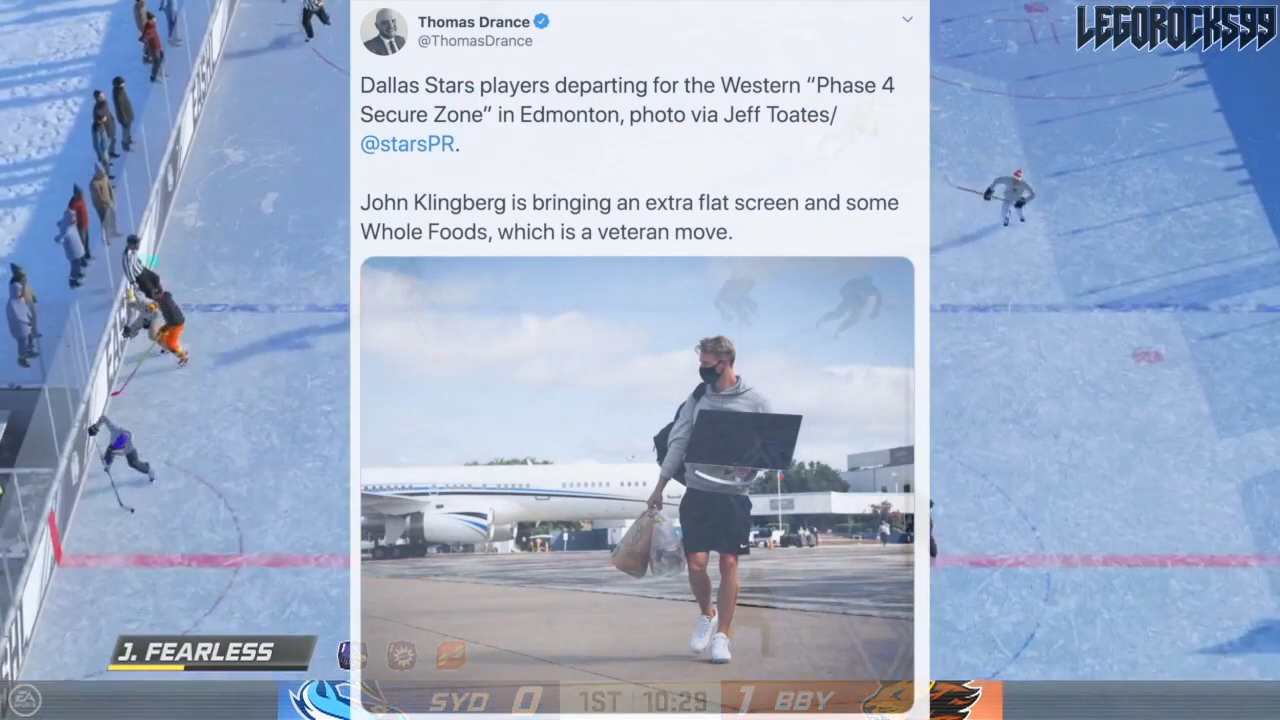 LEGOROCKS99
Thomas Drance
@ThomasDrance
Dallas Stars players departing for the Western “Phase 4
Secure Zone” in Edmonton, photo via Jeff Toates/
@starsPR.
John Klingberg is bringing an extra flat screen and some
Whole Foods, which is a veteran move.
J. FEARLESS
SYD 0 1ST 10:29 1 BBY
EA
SPORTS